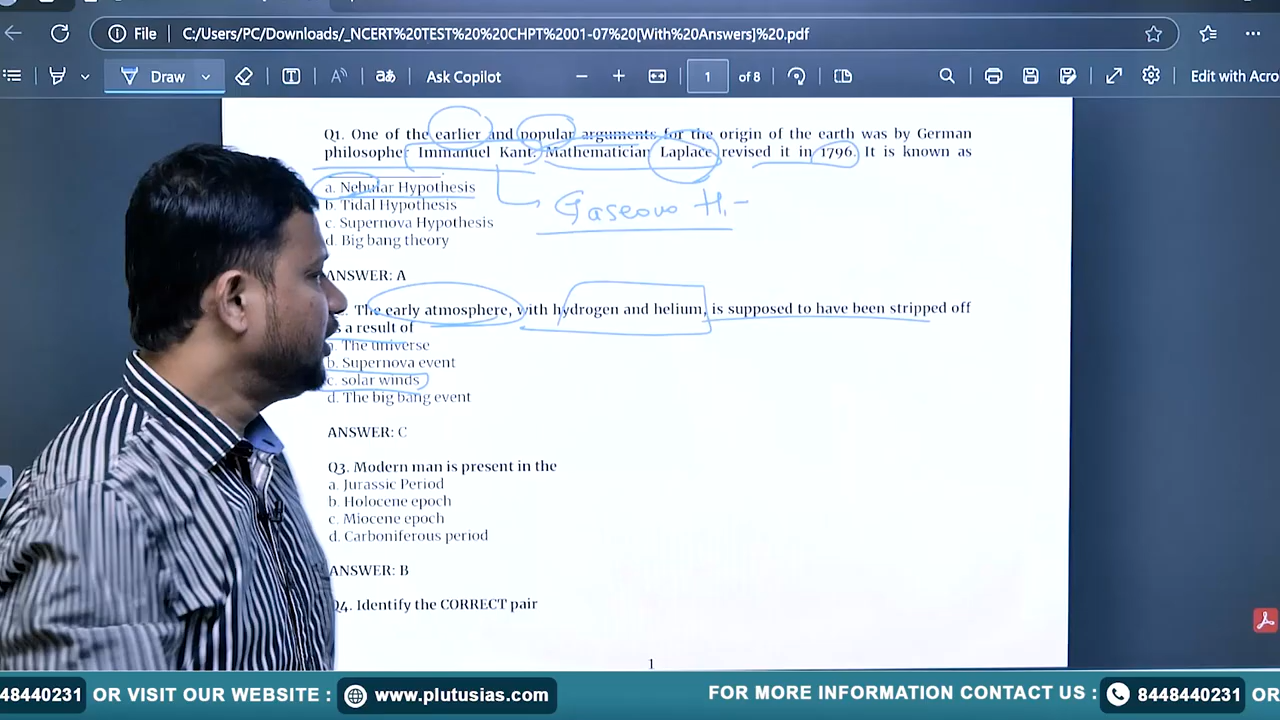 File C:/Users/PC/Downloads/_NCERT%20TEST%20%20CHPT%2001-07%20[With%20Answers]%20.pdf
Draw Ask Copilot 1 of 8 Edit with Acro
Q1. One of the earlier and popular arguments for the origin of the earth was by German
philosopher Immanuel Kant. Mathematician Laplace revised it in 1796. It is known as
a. Nebular Hypothesis
b. Tidal Hypothesis
Gaseous H.
c. Supernova Hypothesis
d. Big bang theory
ANSWER: A
The early atmosphere, with hydrogen and helium, is supposed to have been stripped off
as a result of
a. The universe
b. Supernova event
c. solar winds
d. The big bang event
ANSWER: C
Q3. Modern man is present in the
a. Jurassic Period
b. Holocene epoch
c. Miocene epoch
d. Carboniferous period
ANSWER: B
Q4. Identify the CORRECT pair
1
448440231 OR VISIT OUR WEBSITE : www.plutusias.com FOR MORE INFORMATION CONTACT US : 8448440231 OR